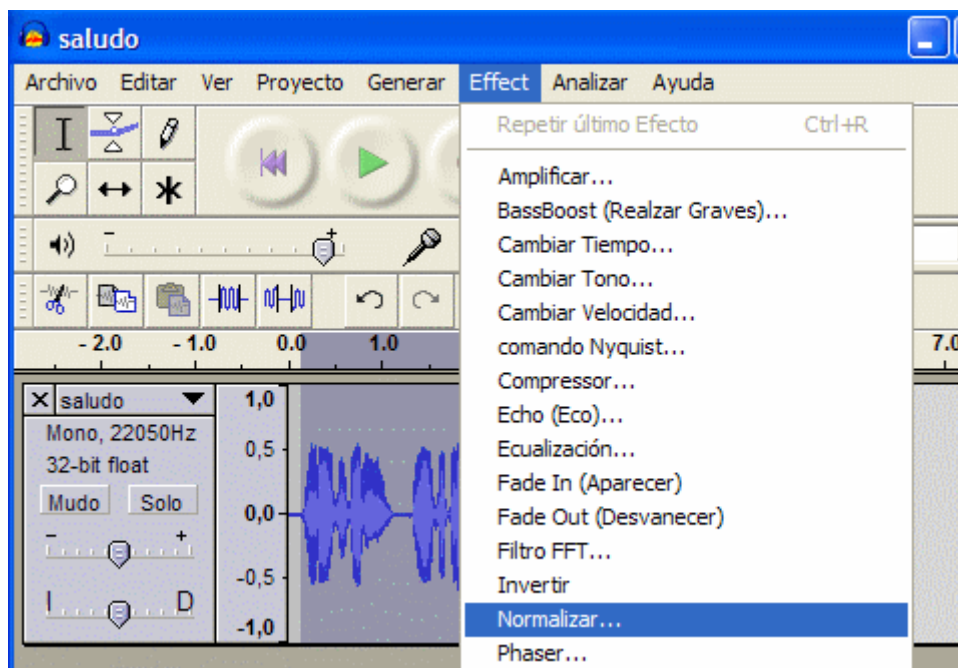 saludo
Archivo Editar Ver Proyecto Generar Effect Analizar Ayuda
Repetir último Efecto Ctrl+R
Amplificar...
BassBoost (Realzar Graves)...
Cambiar Tiempo...
Cambiar Tono...
Cambiar Velocidad...
comando Nyquist...
Compressor...
Echo (Eco)...
Ecualización...
Fade In (Aparecer)
Fade Out (Desvanecer)
Filtro FFT...
Invertir
Normalizar...
Phaser...
- +
- 2.0 - 1.0 0.0 1.0 7.0
X saludo
Mono, 22050Hz
32-bit float
Mudo Solo
- +
I D
1,0
0,5
0,0
-0,5
-1,0